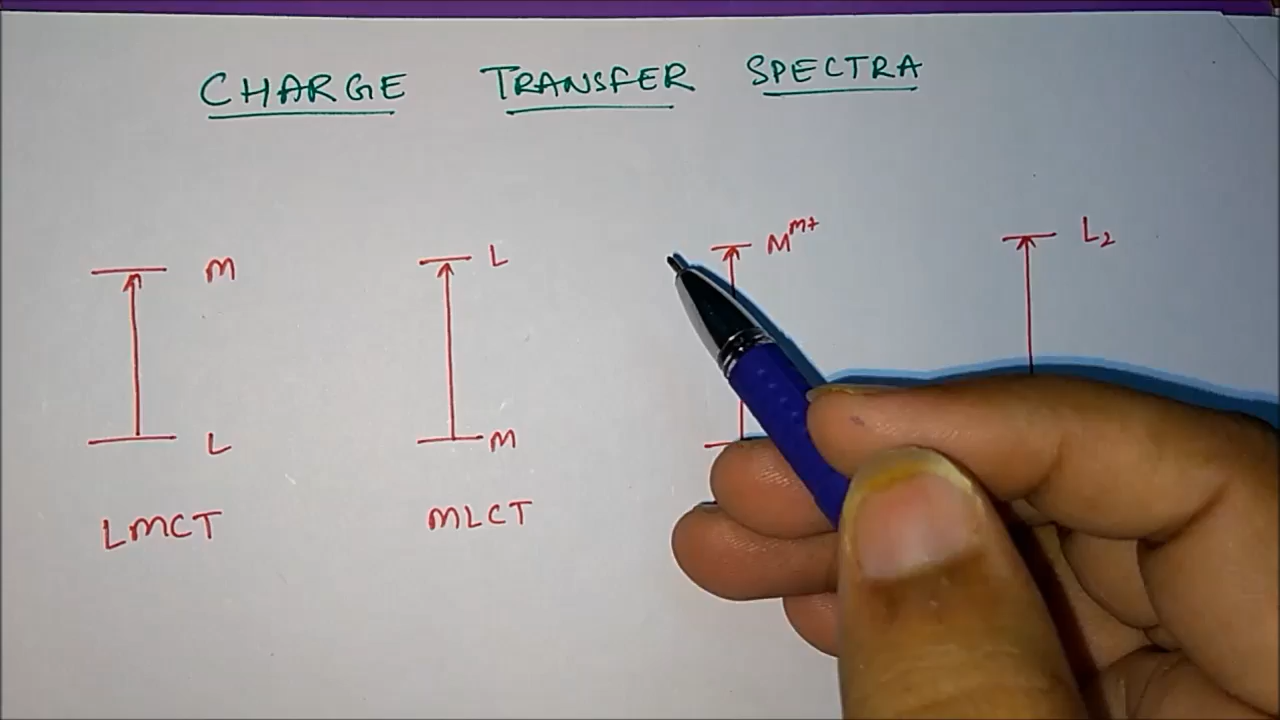 CHARGE TRANSFER SPECTRA
M L M^m+ L₂
L M
LMCT MLCT